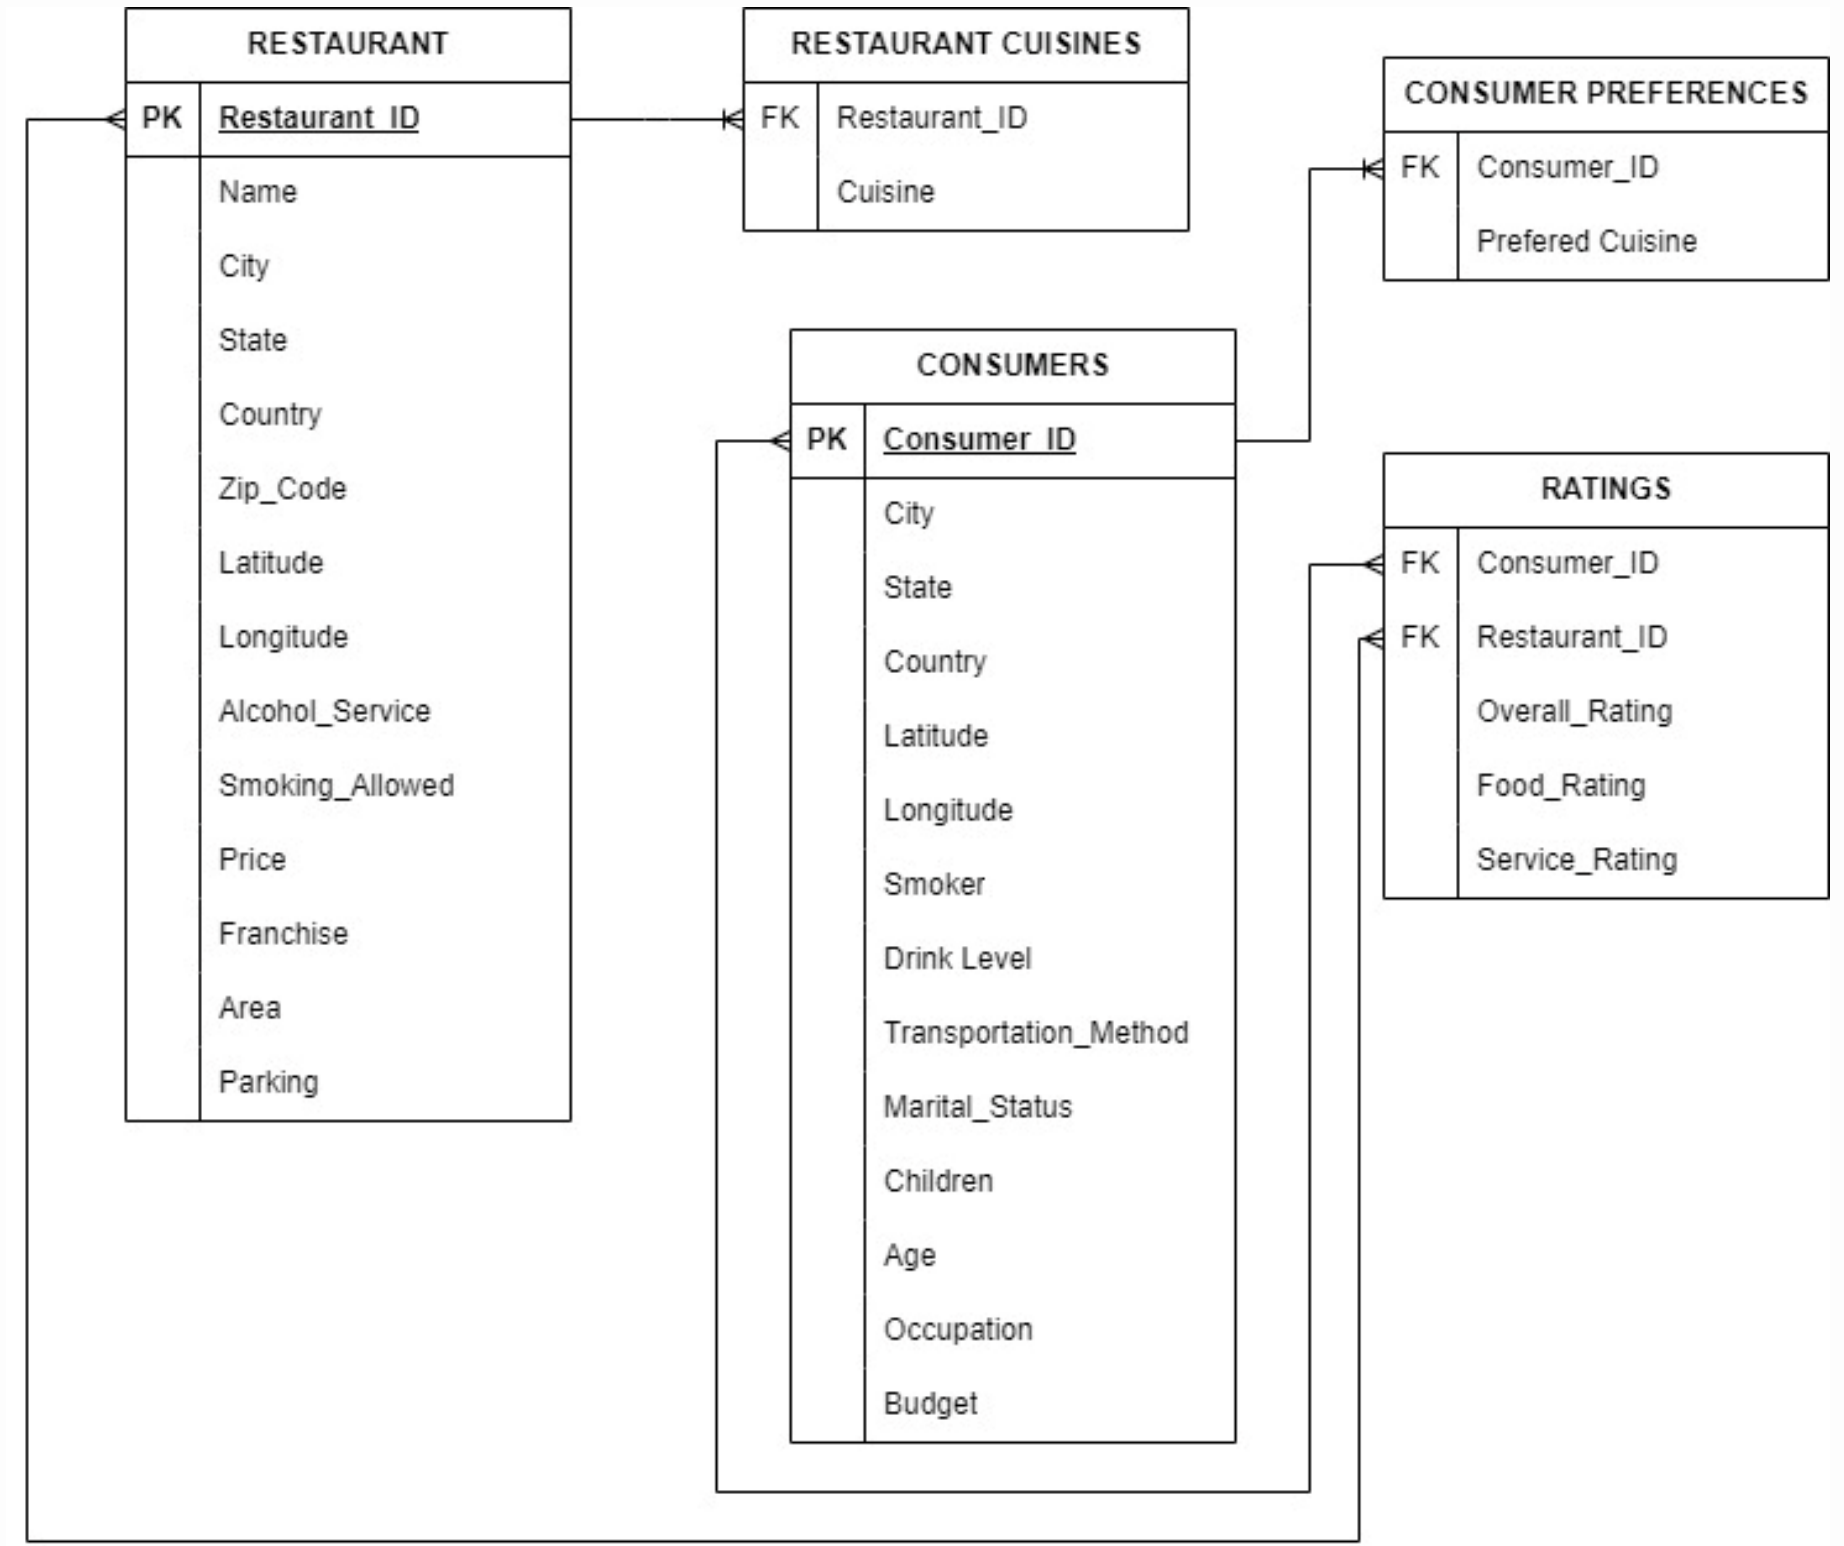 RESTAURANT
PK Restaurant_ID
Name
City
State
Country
Zip_Code
Latitude
Longitude
Alcohol_Service
Smoking_Allowed
Price
Franchise
Area
Parking
RESTAURANT CUISINES
FK Restaurant_ID
Cuisine
CONSUMERS
PK Consumer_ID
City
State
Country
Latitude
Longitude
Smoker
Drink Level
Transportation_Method
Marital_Status
Children
Age
Occupation
Budget
CONSUMER PREFERENCES
FK Consumer_ID
Prefered Cuisine
RATINGS
FK Consumer_ID
FK Restaurant_ID
Overall_Rating
Food_Rating
Service_Rating